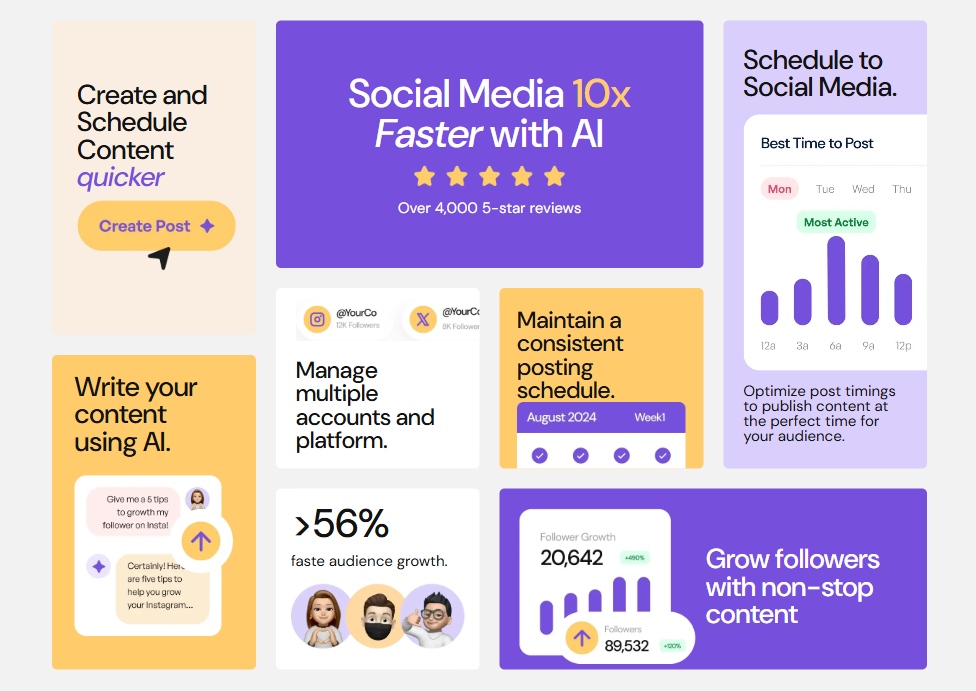 Create and
Schedule
Content
quicker
Create Post
Social Media 10x
Faster with AI
Over 4,000 5-star reviews
Schedule to
Social Media.
Best Time to Post
Mon Tue Wed Thu
Most Active
12a 3a 6a 9a 12p
Optimize post timings
to publish content at
the perfect time for
your audience.
Write your
content
using AI.
Give me a 5 tips
to growth my
follower on Insta!
Certainly! Here
are five tips to
help you grow
your Instagram...
@YourCo
12K Followers
@YourCo
8K Follower
Manage
multiple
accounts and
platform.
Maintain a
consistent
posting
schedule.
August 2024 Week1
>56%
faste audience growth.
Follower Growth
20,642 +490%
Followers
89,532 +120%
Grow followers
with non-stop
content